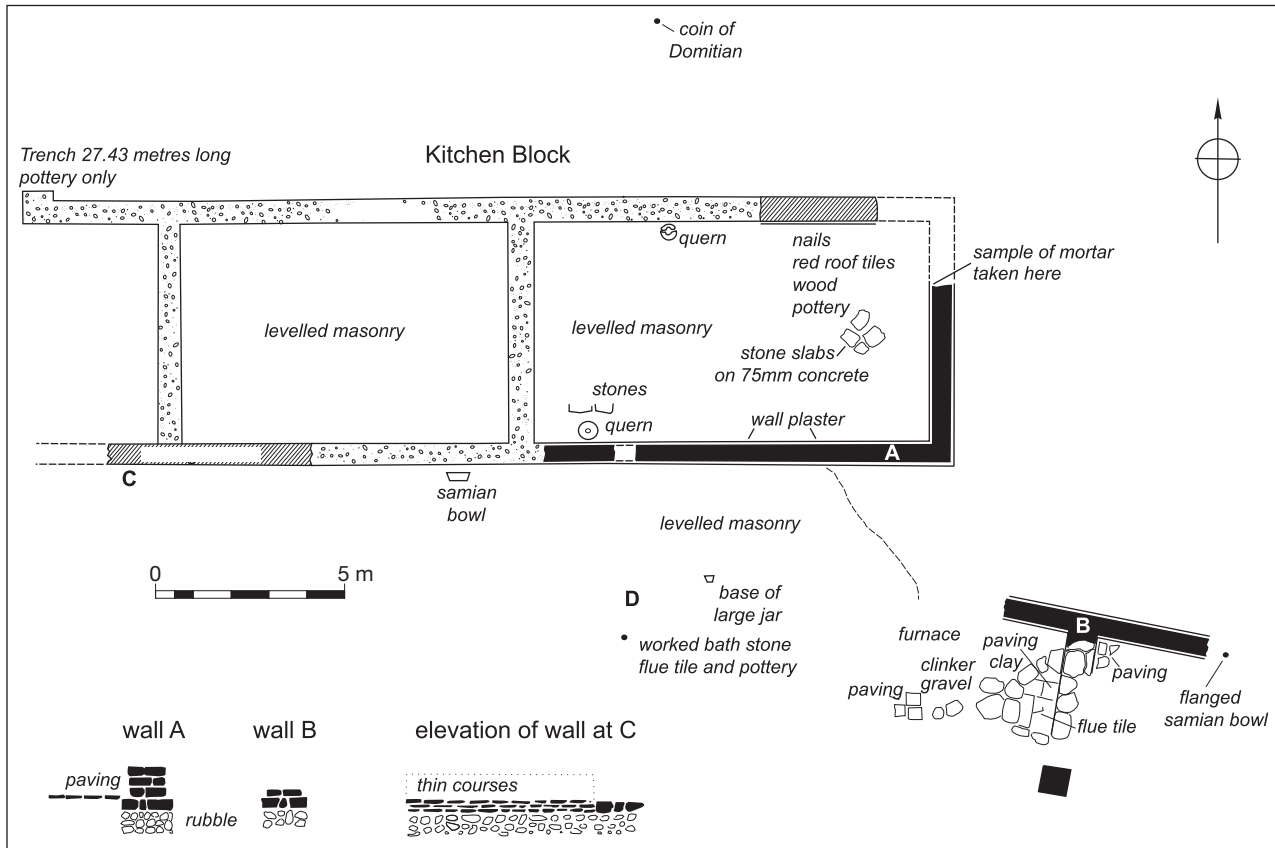 coin of
Domitian
Trench 27.43 metres long
pottery only
Kitchen Block
quern
nails
red roof tiles
wood
pottery
sample of mortar
taken here
levelled masonry
levelled masonry
stone slabs
on 75mm concrete
stones
quern
wall plaster
A
C
samian
bowl
levelled masonry
0 5 m
D
base of
large jar
worked bath stone
flue tile and pottery
furnace
B
paving
clay
clinker
gravel
paving
paving
flue tile
flanged
samian bowl
wall A
wall B
elevation of wall at C
paving
rubble
thin courses